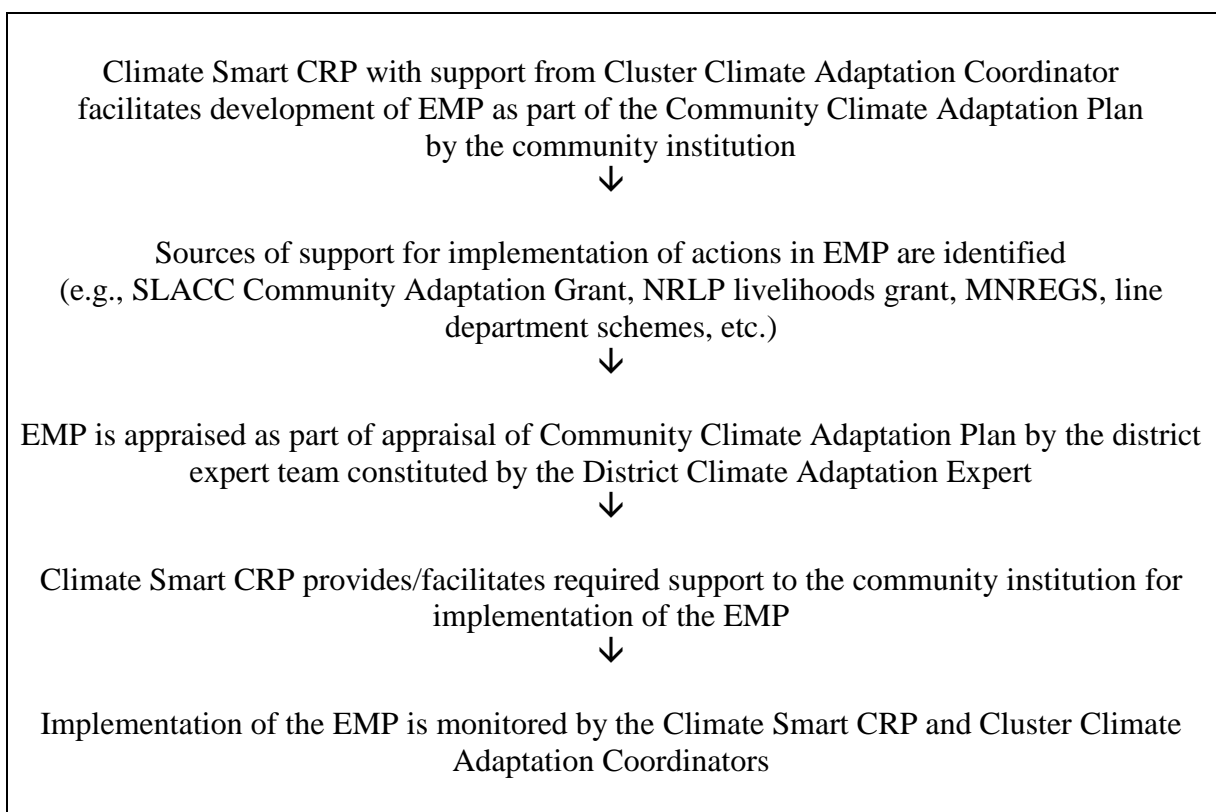 Climate Smart CRP with support from Cluster Climate Adaptation Coordinator
facilitates development of EMP as part of the Community Climate Adaptation Plan
by the community institution
↓
Sources of support for implementation of actions in EMP are identified
(e.g., SLACC Community Adaptation Grant, NRLP livelihoods grant, MNREGS, line
department schemes, etc.)
↓
EMP is appraised as part of appraisal of Community Climate Adaptation Plan by the district
expert team constituted by the District Climate Adaptation Expert
↓
Climate Smart CRP provides/facilitates required support to the community institution for
implementation of the EMP
↓
Implementation of the EMP is monitored by the Climate Smart CRP and Cluster Climate
Adaptation Coordinators